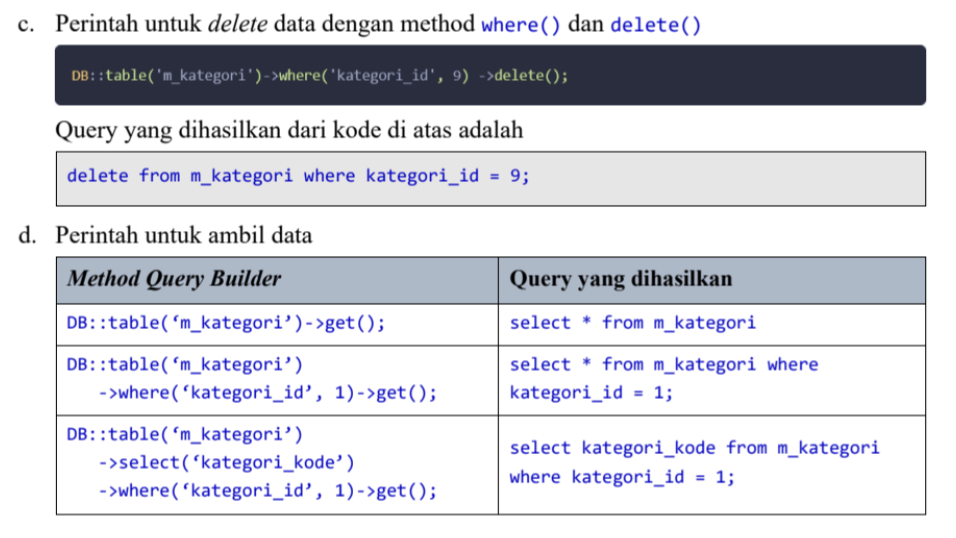 c. Perintah untuk delete data dengan method where() dan delete()
DB::table('m_kategori')->where('kategori_id', 9) ->delete();
Query yang dihasilkan dari kode di atas adalah
delete from m_kategori where kategori_id = 9;
d. Perintah untuk ambil data
Method Query Builder
Query yang dihasilkan
DB::table(‘m_kategori’)->get();
select * from m_kategori
DB::table(‘m_kategori’)
->where(‘kategori_id’, 1)->get();
select * from m_kategori where
kategori_id = 1;
DB::table(‘m_kategori’)
->select(‘kategori_kode’)
->where(‘kategori_id’, 1)->get();
select kategori_kode from m_kategori
where kategori_id = 1;